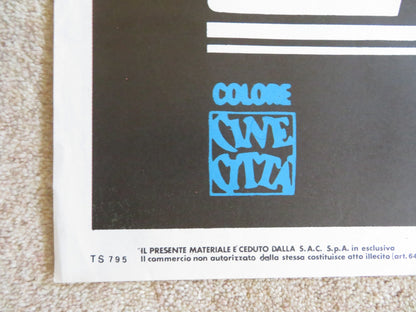 COLORE
CINE
CITTA
"IL PRESENTE MATERIALE E' CEDUTO DALLA S.A.C. S.p.A. in esclusiva
TS 795 Il commercio non autorizzato dalla stessa costituisce atto illecito (art. 64